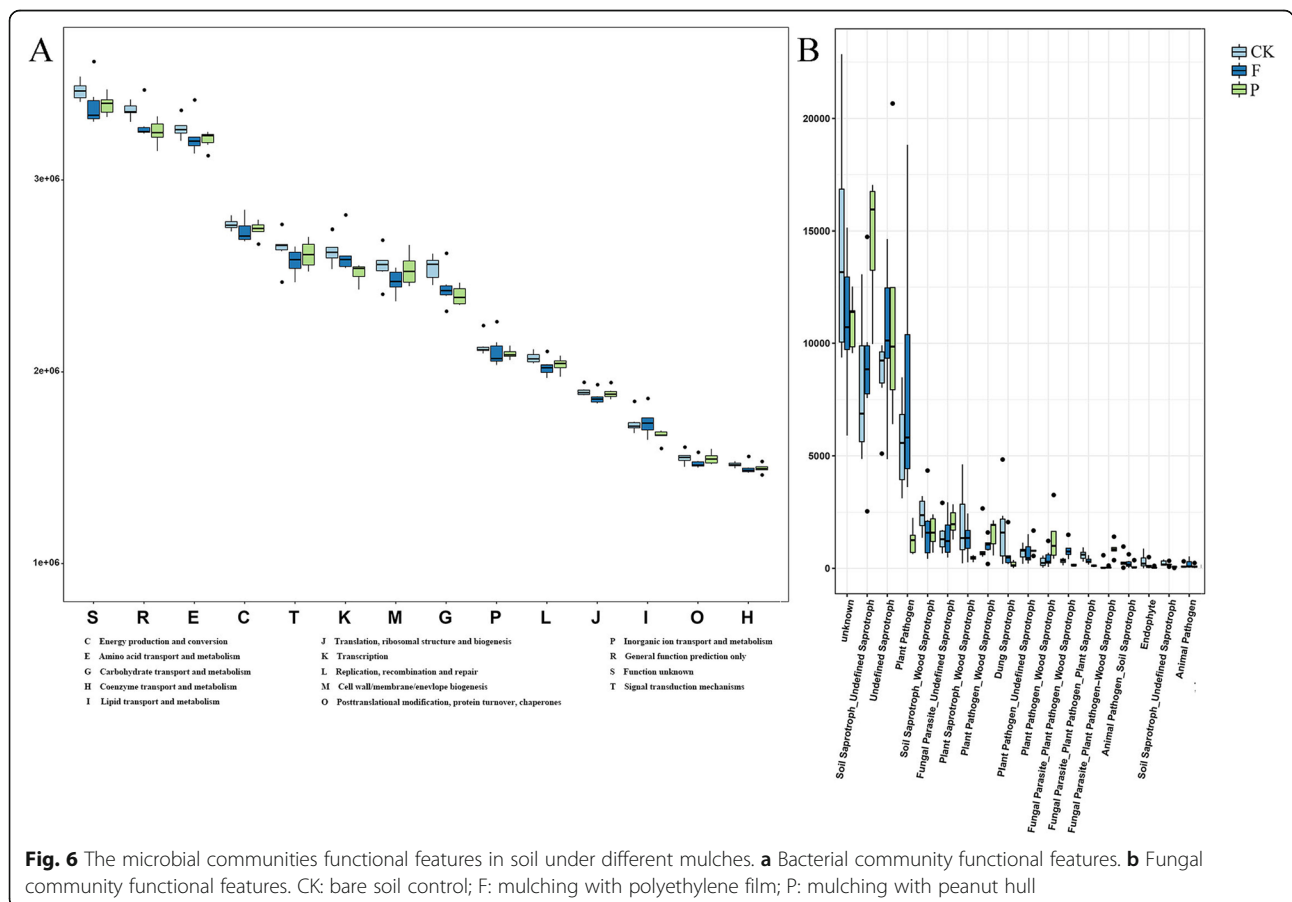 A
3e+06
2e+06
1e+06
S R E C T K M G P L J I O H
C Energy production and conversion
E Amino acid transport and metabolism
G Carbohydrate transport and metabolism
H Coenzyme transport and metabolism
I Lipid transport and metabolism
J Translation, ribosomal structure and biogenesis
K Transcription
L Replication, recombination and repair
M Cell wall/membrane/enevlope biogenesis
O Posttranslational modification, protein turnover, chaperones
P Inorganic ion transport and metabolism
R General function prediction only
S Function unknown
T Signal transduction mechanisms
B
20000
15000
10000
5000
0
unknown
Soil Saprotroph_Undefined Saprotroph
Undefined Saprotroph
Plant Pathogen
Soil Saprotroph_Wood Saprotroph
Fungal Parasite_Undefined Saprotroph
Plant Saprotroph_Wood Saprotroph
Plant Pathogen_Wood Saprotroph
Dung Saprotroph
Plant Pathogen_Undefined Saprotroph
Plant Pathogen_Wood Saprotroph
Fungal Parasite_Plant Pathogen_Wood Saprotroph
Fungal Parasite_Plant Pathogen_Plant Saprotroph
Fungal Parasite_Plant Pathogen–Wood Saprotroph
Animal Pathogen_Soil Saprotroph
Endophyte
Soil Saprotroph_Undefined Saprotroph
Animal Pathogen
CK
F
P
Fig. 6 The microbial communities functional features in soil under different mulches. a Bacterial community functional features. b Fungal
community functional features. CK: bare soil control; F: mulching with polyethylene film; P: mulching with peanut hull